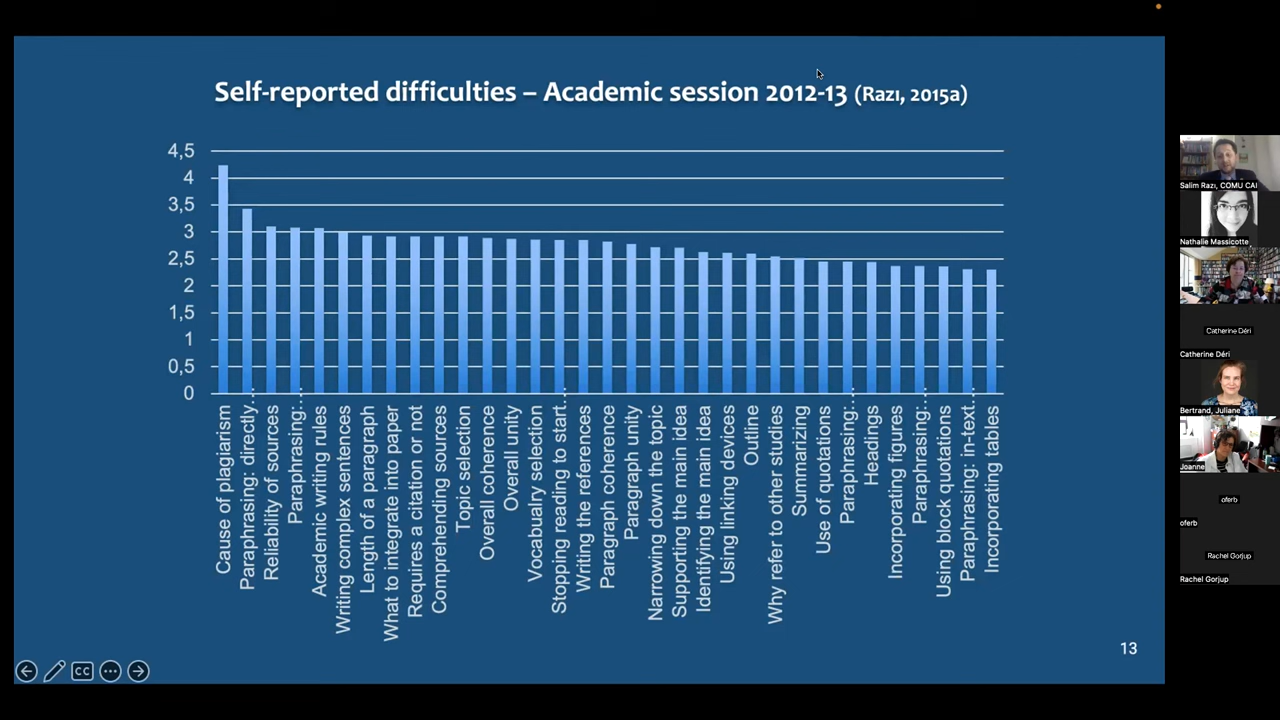 Self-reported difficulties – Academic session 2012-13 (Razı, 2015a)
4,5
4
3,5
3
2,5
2
1,5
1
0,5
0
Cause of plagiarism
Paraphrasing: directly...
Reliability of sources
Paraphrasing:...
Academic writing rules
Writing complex sentences
Length of a paragraph
What to integrate into paper
Requires a citation or not
Comprehending sources
Topic selection
Overall coherence
Overall unity
Vocabualry selection
Stopping reading to start...
Writing the references
Paragraph coherence
Paragraph unity
Narrowing down the topic
Supporting the main idea
Identifying the main idea
Using linking devices
Outline
Why refer to other studies
Summarizing
Use of quotations
Paraphrasing:...
Headings
Incorporating figures
Paraphrasing:...
Using block quotations
Paraphrasing: in-text...
Incorporating tables
13
CC
Salim Razı, COMU CAI
Nathalie Massicotte
Catherine Déri
Catherine Déri
Bertrand, Juliane
Joanne
oferb
oferb
Rachel Gorjup
Rachel Gorjup